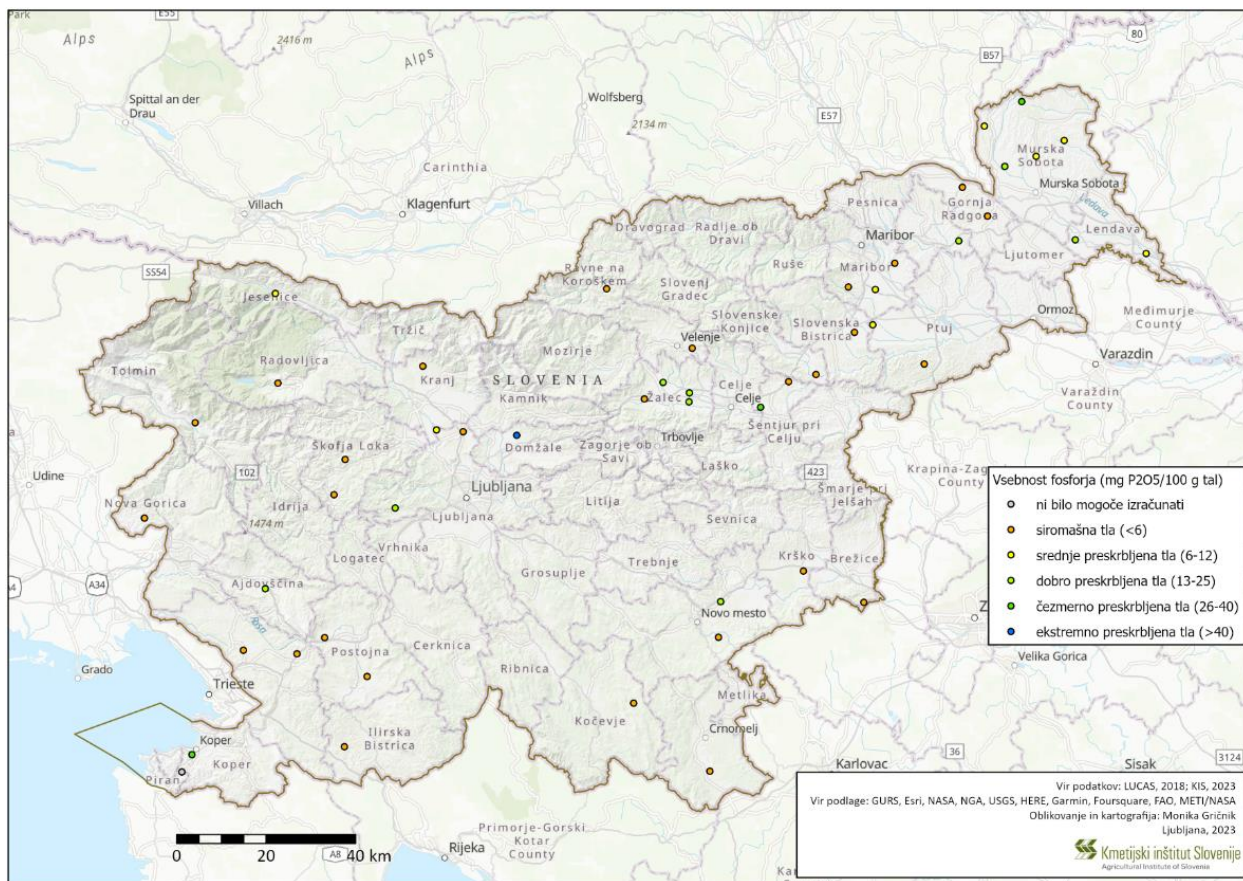 Park
E55
Alps
2416 m
Alps
80
B57
Spittal an der
Drau
Wolfsberg
E57
2134 m
Carinthia
Murska
Sobota
Murska Sobota
Villach
Klagenfurt
Pesnica
Gornja
Radgona
Ledava
Dravograd
Radlje ob
Dravi
Maribor
Lendava
SS54
Ravne na
Koroškem
Ruše
Maribor
Ljutomer
Jesenice
Slovenj
Gradec
Tržič
Slovenske
Konjice
Slovenska
Bistrica
Ptuj
Ormož
Međimurje
County
Velenje
Mozirje
Radovljica
Varazdin
Tolmin
Kranj
SLOVENIA
Celje
Varaždin
County
Kamnik
Žalec
Celje
Škofja Loka
Domžale
Zagorje ob
Savi
Trbovlje
Šentjur pri
Celju
Udine
102
Laško
423
Krapina-Zag
County
Ljubljana
Nova Gorica
Idrija
Litija
Šmarje pri
Jelšah
Ljubljana
1474 m
Sevnica
Vrhnika
Logatec
Trebnje
Krško
Brežice
A34
Grosuplje
Ajdovščina
Novo mesto
Z
Cerknica
Postojna
Ribnica
Velika Gorica
Grado
Trieste
Metlika
Kočevje
Crnomelj
Ilirska
Bistrica
Koper
Koper
Piran
36
3124
Karlovac
Sisak
Primorje-Gorski
Kotar
County
A8
Rijeka
Vsebnost fosforja (mg P2O5/100 g tal)
ni bilo mogoče izračunati
siromašna tla (<6)
srednje preskrbljena tla (6-12)
dobro preskrbljena tla (13-25)
čezmerno preskrbljena tla (26-40)
ekstremno preskrbljena tla (>40)
0 20 40 km
Vir podatkov: LUCAS, 2018; KIS, 2023
Vir podlage: GURS, Esri, NASA, NGA, USGS, HERE, Garmin, Foursquare, FAO, METI/NASA
Oblikovanje in kartografija: Monika Gričnik
Ljubljana, 2023
Kmetijski inštitut Slovenije
Agricultural Institute of Slovenia